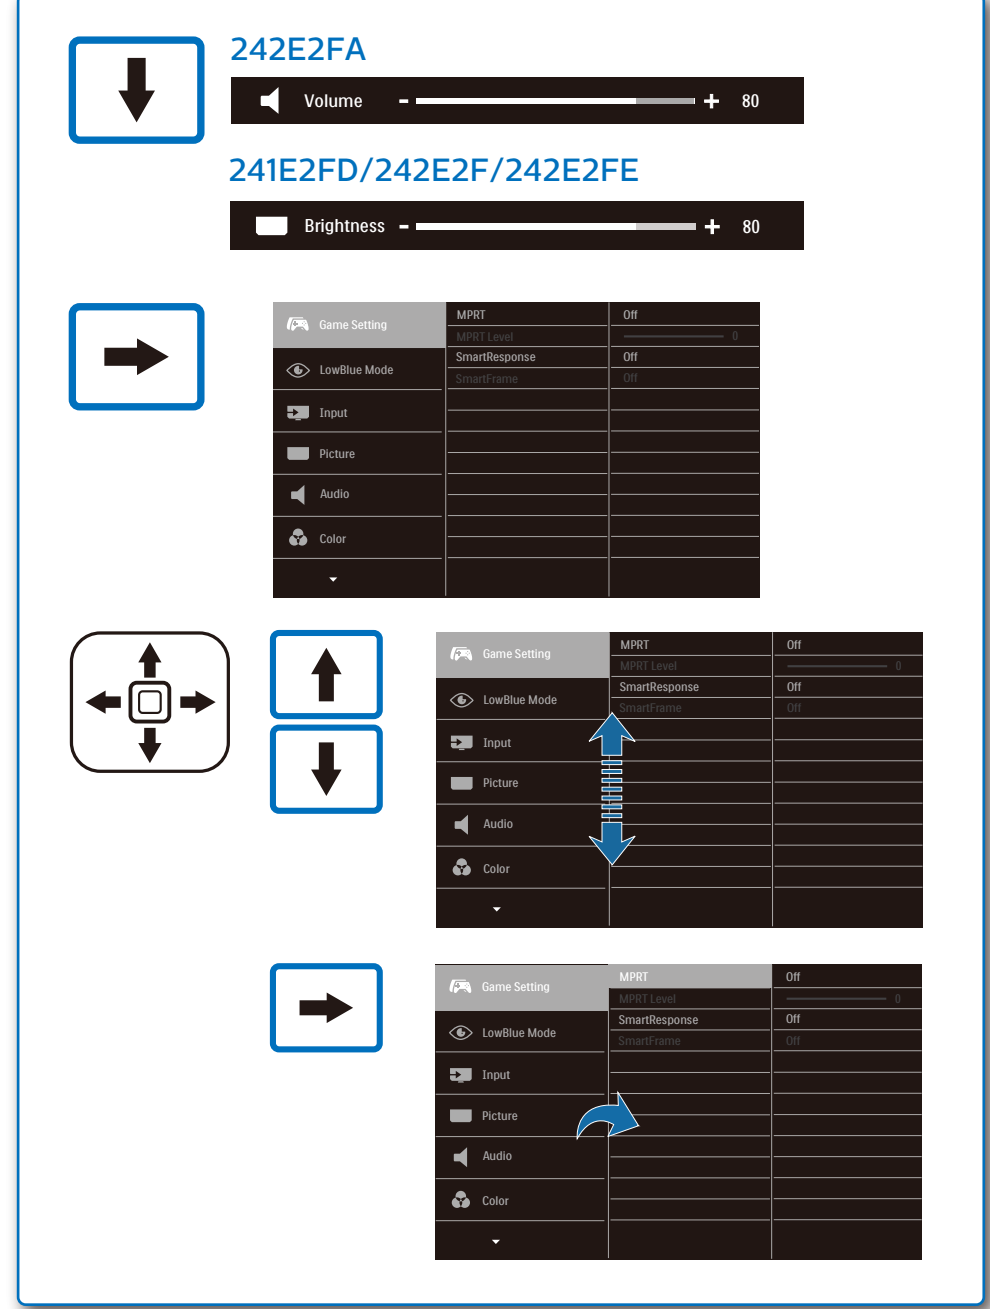 242E2FA
Volume - + 80
241E2FD/242E2F/242E2FE
Brightness - + 80
Game Setting
LowBlue Mode
Input
Picture
Audio
Color
MPRT Off
MPRT Level 0
SmartResponse Off
SmartFrame Off
Game Setting
LowBlue Mode
Input
Picture
Audio
Color
MPRT Off
MPRT Level 0
SmartResponse Off
SmartFrame Off
Game Setting
LowBlue Mode
Input
Picture
Audio
Color
MPRT Off
MPRT Level 0
SmartResponse Off
SmartFrame Off